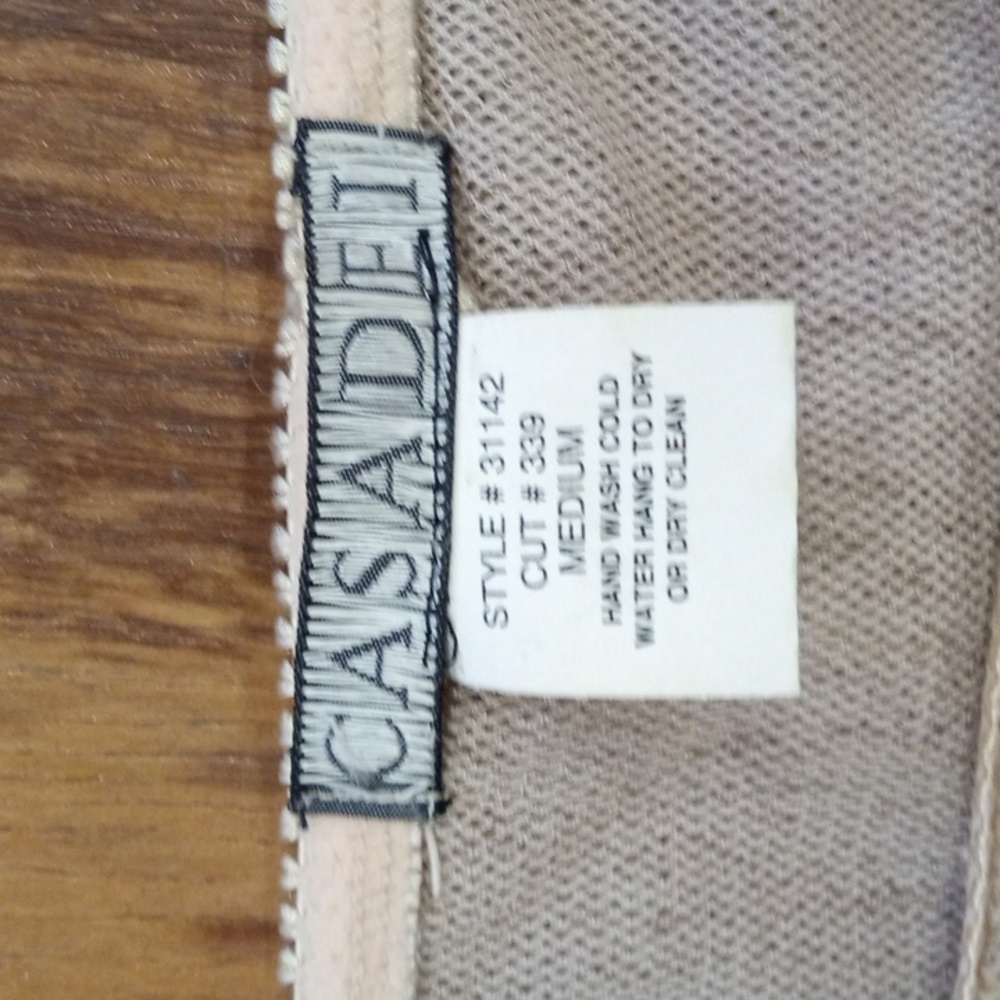 CASADEI
STYLE # 31142
CUT # 339
MEDIUM
HAND WASH COLD
WATER HANG TO DRY
OR DRY CLEAN